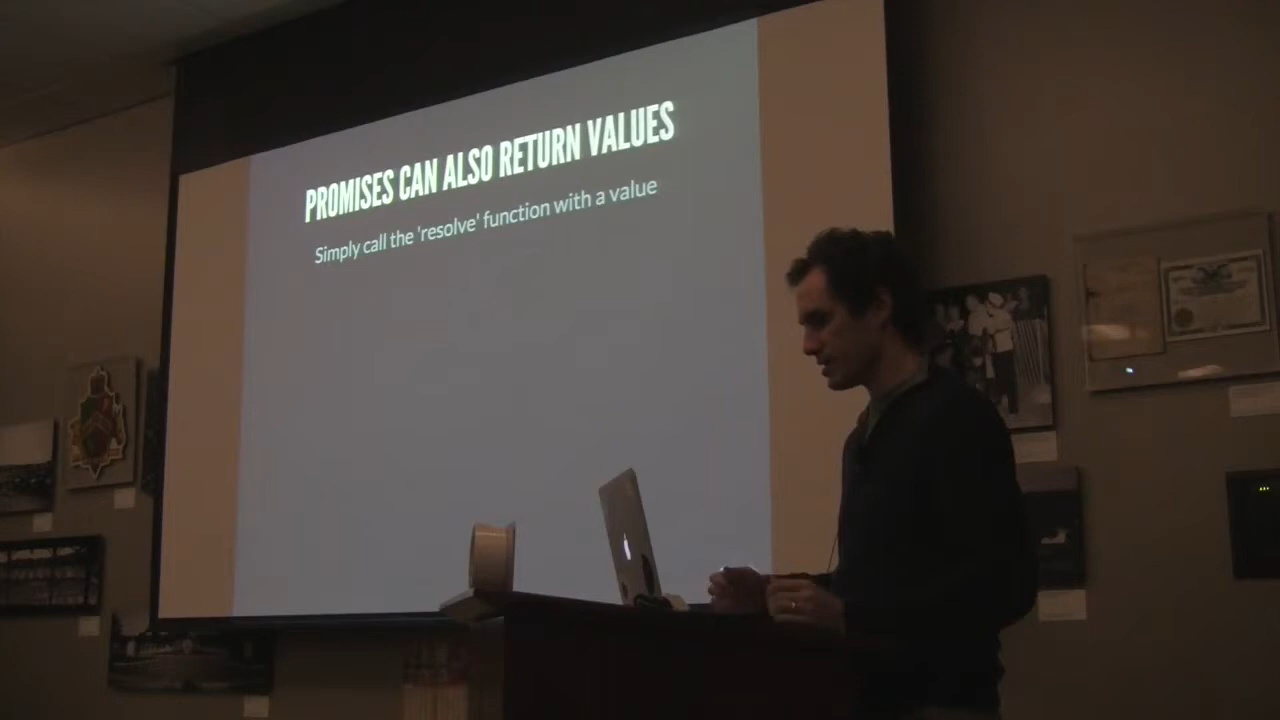 PROMISES CAN ALSO RETURN VALUES
Simply call the 'resolve' function with a value